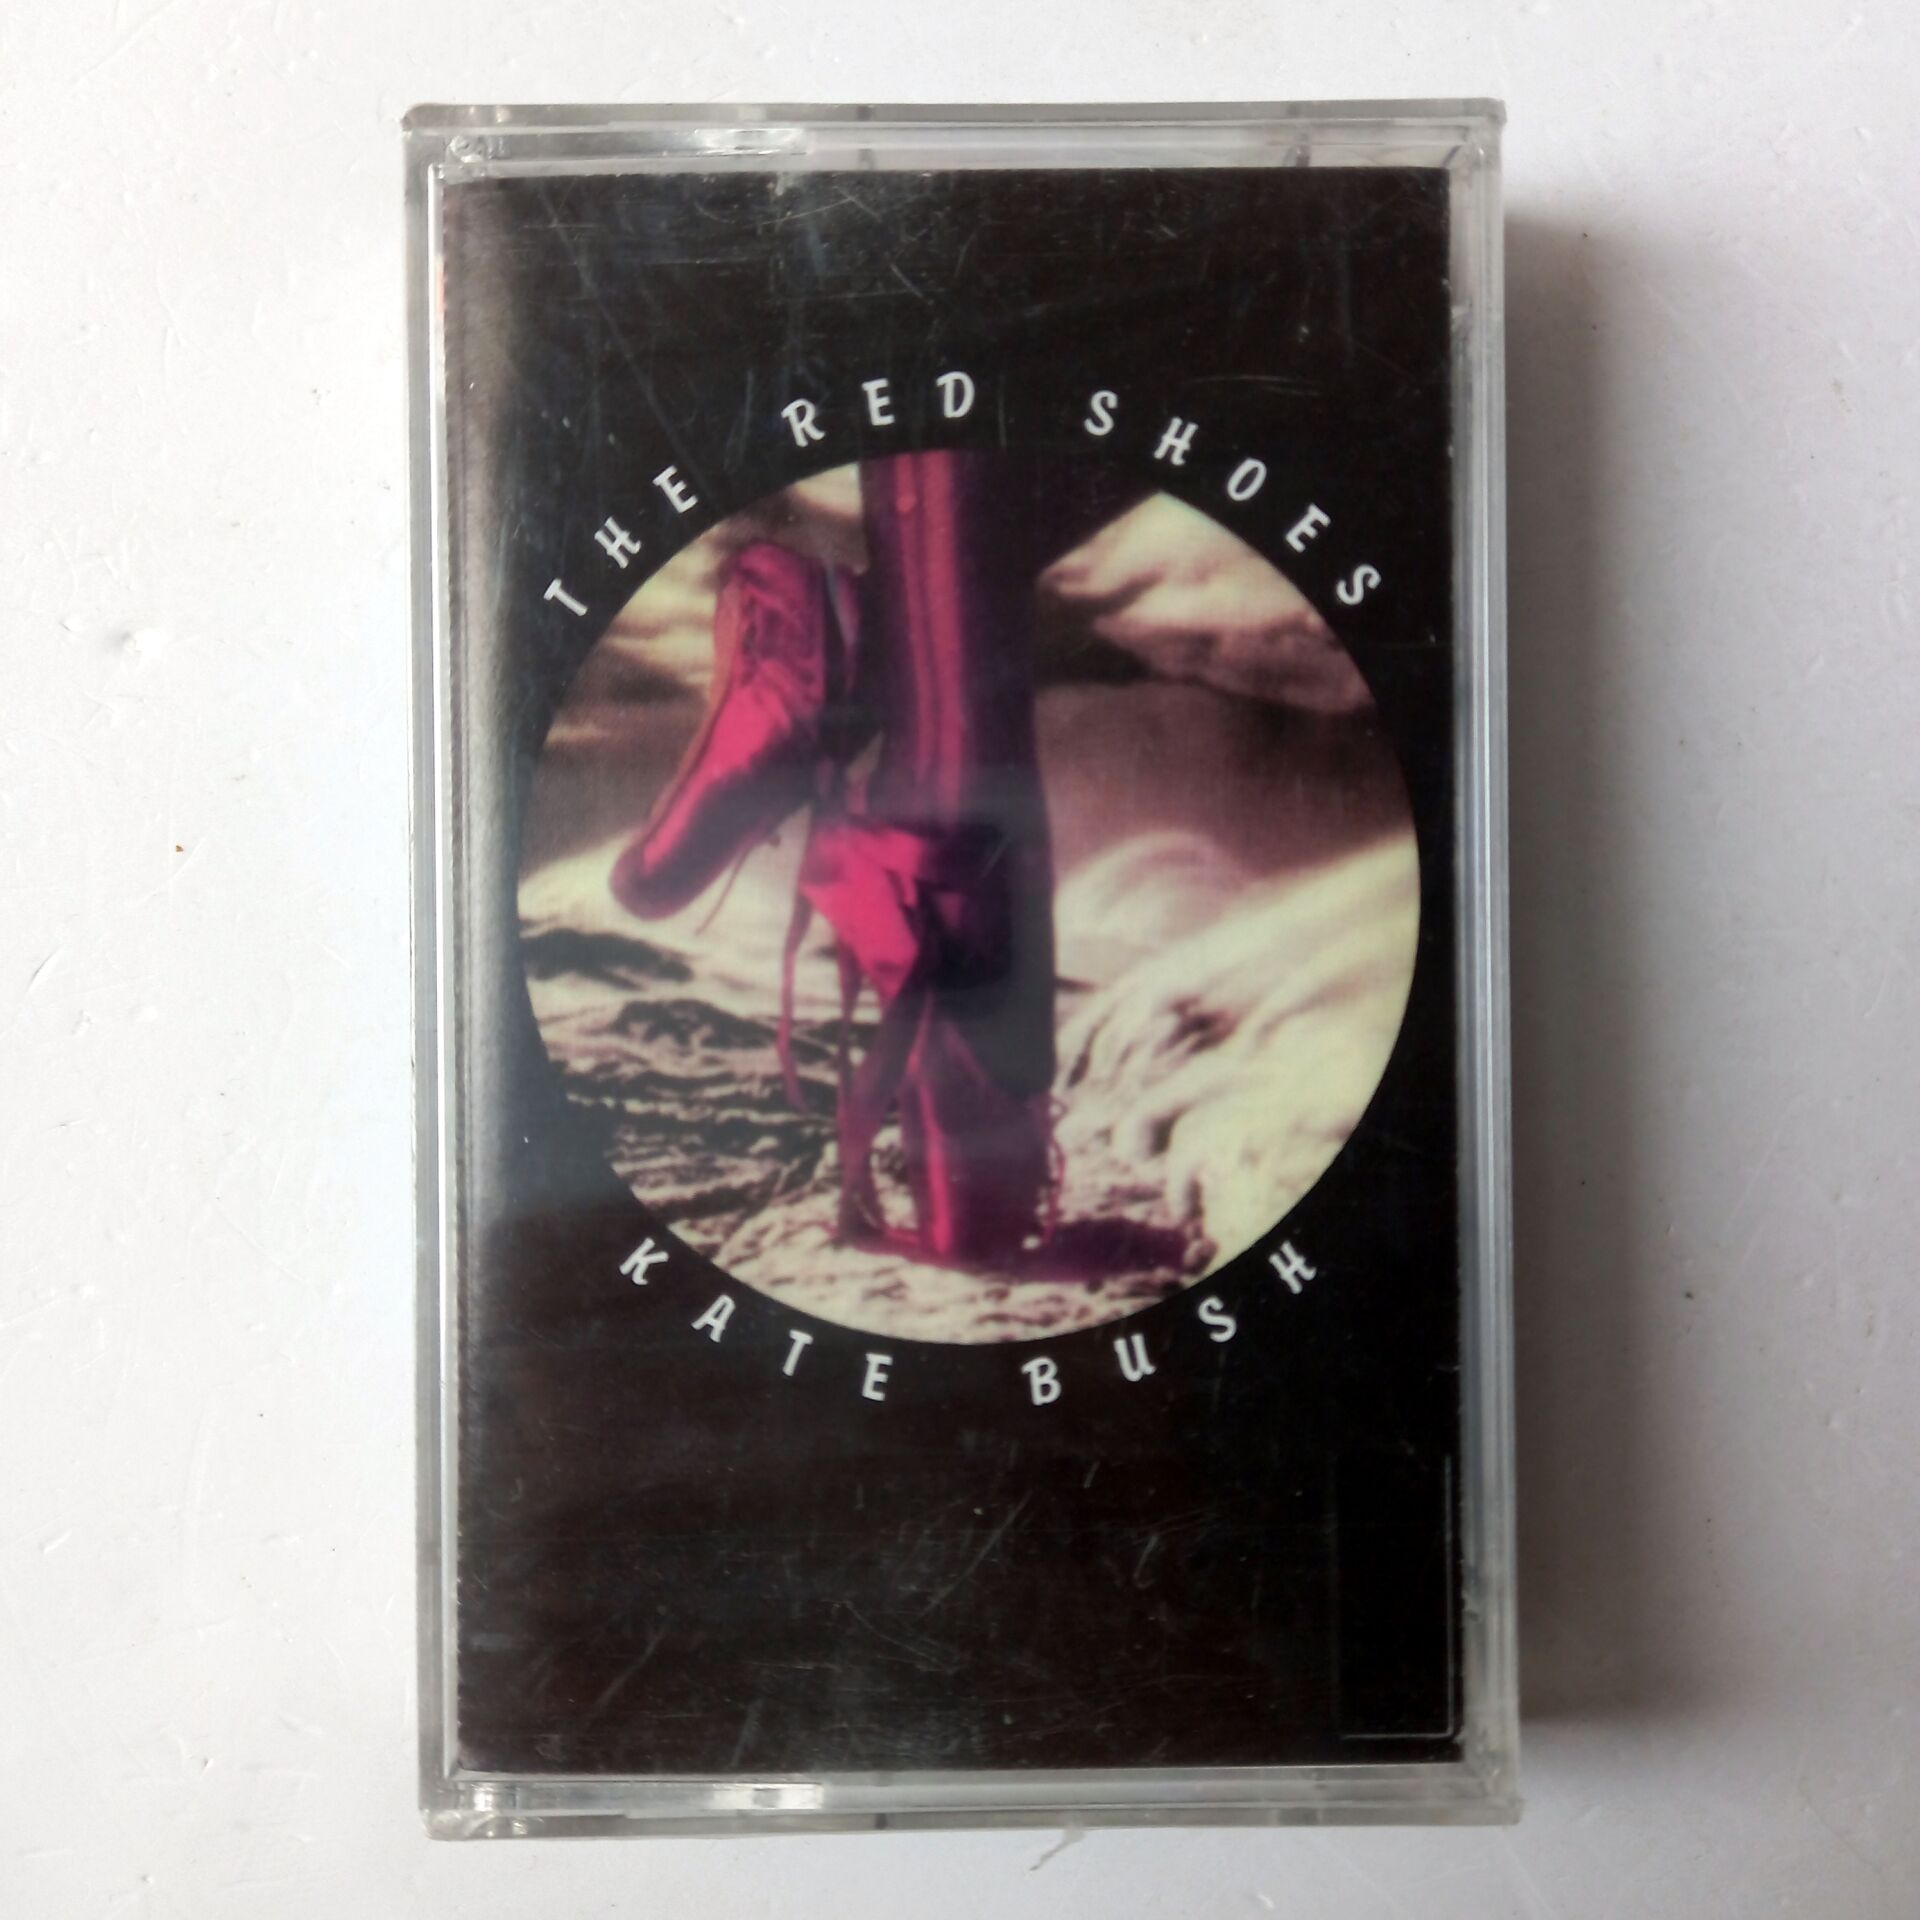 THE RED SHOES
KATE BUSH